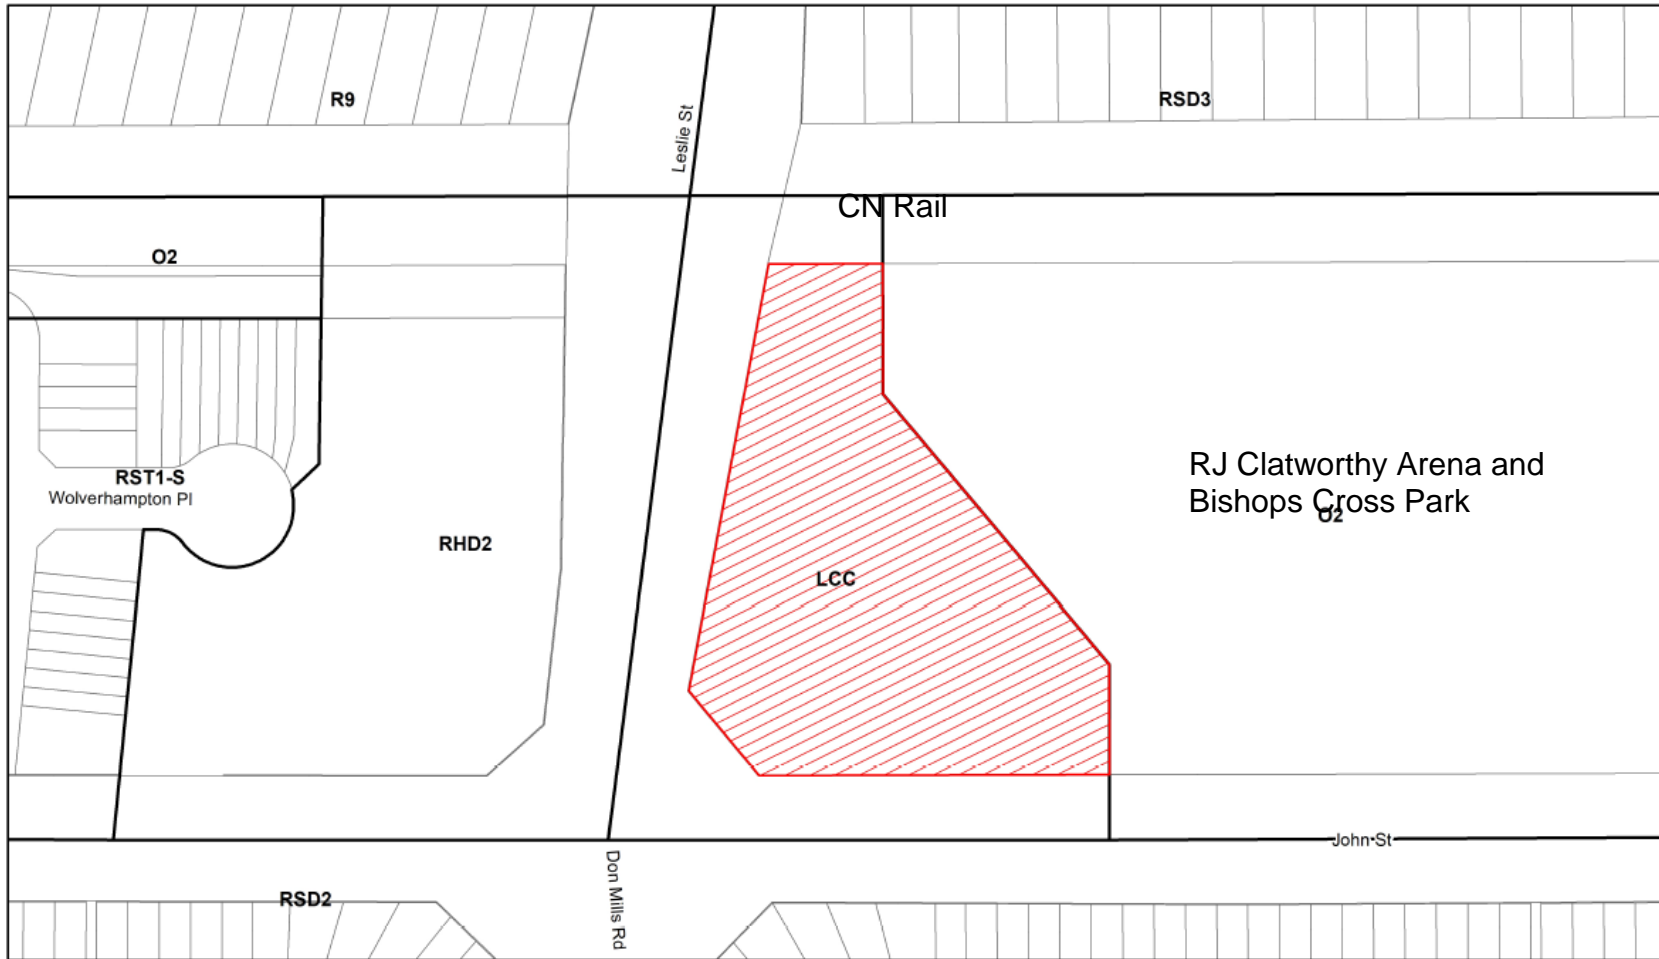 R9
RSD3
Leslie St
CN Rail
O2
RJ Clatworthy Arena and
Bishops Cross Park
O2
RST1-S
Wolverhampton Pl
RHD2
LCC
John St
Don Mills Rd
RSD2